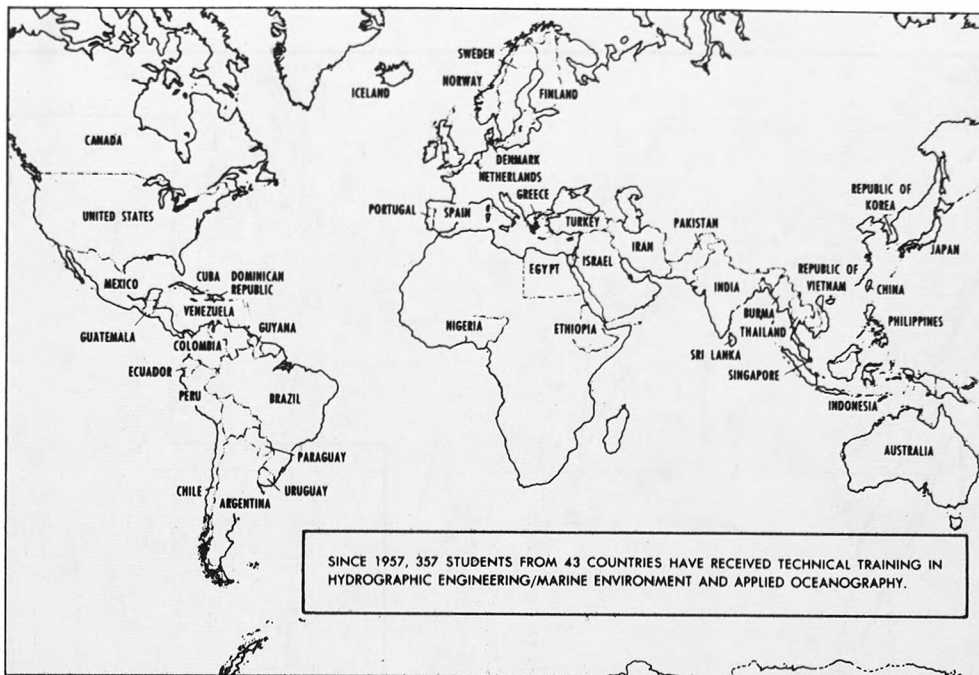 SWEDEN
NORWAY
ICELAND
FINLAND
CANADA
DENMARK
NETHERLANDS
GREECE
REPUBLIC OF
KOREA
PORTUGAL
SPAIN
UNITED STATES
TURKEY
PAKISTAN
IRAN
JAPAN
ISRAEL
EGYPT
CUBA
DOMINICAN
REPUBLIC
MEXICO
INDIA
REPUBLIC OF
VIETNAM
CHINA
VENEZUELA
BURMA
GUATEMALA
GUYANA
NIGERIA
ETHIOPIA
THAILAND
PHILIPPINES
COLOMBIA
SRI LANKA
SINGAPORE
ECUADOR
PERU
BRAZIL
INDONESIA
AUSTRALIA
PARAGUAY
CHILE
URUGUAY
ARGENTINA
SINCE 1957, 357 STUDENTS FROM 43 COUNTRIES HAVE RECEIVED TECHNICAL TRAINING IN
HYDROGRAPHIC ENGINEERING/MARINE ENVIRONMENT AND APPLIED OCEANOGRAPHY.